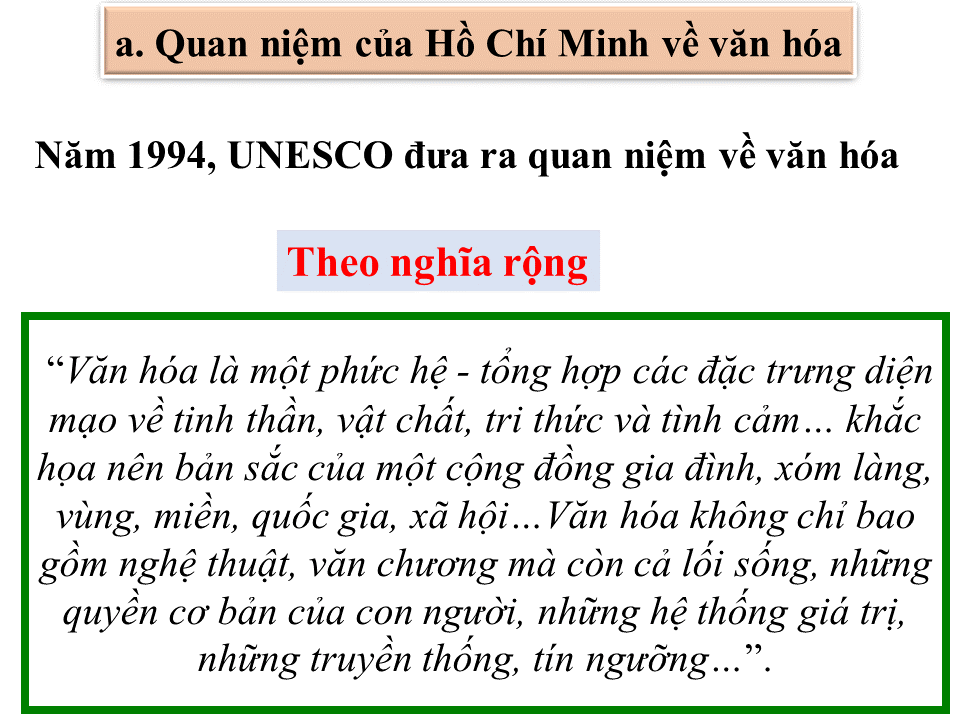 a. Quan niệm của Hồ Chí Minh về văn hóa
Năm 1994, UNESCO đưa ra quan niệm về văn hóa
Theo nghĩa rộng
“Văn hóa là một phức hệ - tổng hợp các đặc trưng diện
mạo về tinh thần, vật chất, tri thức và tình cảm… khắc
họa nên bản sắc của một cộng đồng gia đình, xóm làng,
vùng, miền, quốc gia, xã hội…Văn hóa không chỉ bao
gồm nghệ thuật, văn chương mà còn cả lối sống, những
quyền cơ bản của con người, những hệ thống giá trị,
những truyền thống, tín ngưỡng…”.